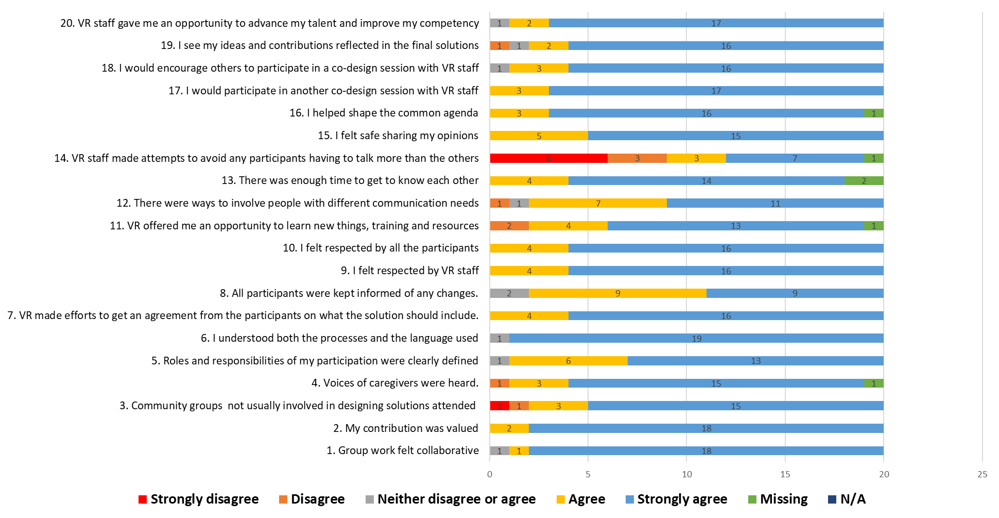 20. VR staff gave me an opportunity to advance my talent and improve my competency 1 2 17
19. I see my ideas and contributions reflected in the final solutions 1 1 2 16
18. I would encourage others to participate in a co-design session with VR staff 1 3 16
17. I would participate in another co-design session with VR staff 3 17
16. I helped shape the common agenda 3 16 1
15. I felt safe sharing my opinions 5 15
14. VR staff made attempts to avoid any participants having to talk more than the others 6 3 3 7 1
13. There was enough time to get to know each other 4 14 2
12. There were ways to involve people with different communication needs 1 1 7 11
11. VR offered me an opportunity to learn new things, training and resources 2 4 13 1
10. I felt respected by all the participants 4 16
9. I felt respected by VR staff 4 16
8. All participants were kept informed of any changes. 2 9 9
7. VR made efforts to get an agreement from the participants on what the solution should include. 4 16
6. I understood both the processes and the language used 1 19
5. Roles and responsibilities of my participation were clearly defined 1 6 13
4. Voices of caregivers were heard. 1 3 15 1
3. Community groups  not usually involved in designing solutions attended 1 1 3 15
2. My contribution was valued 2 18
1. Group work felt collaborative 1 1 18
0 5 10 15 20 25
Strongly disagree Disagree Neither disagree or agree Agree Strongly agree Missing N/A